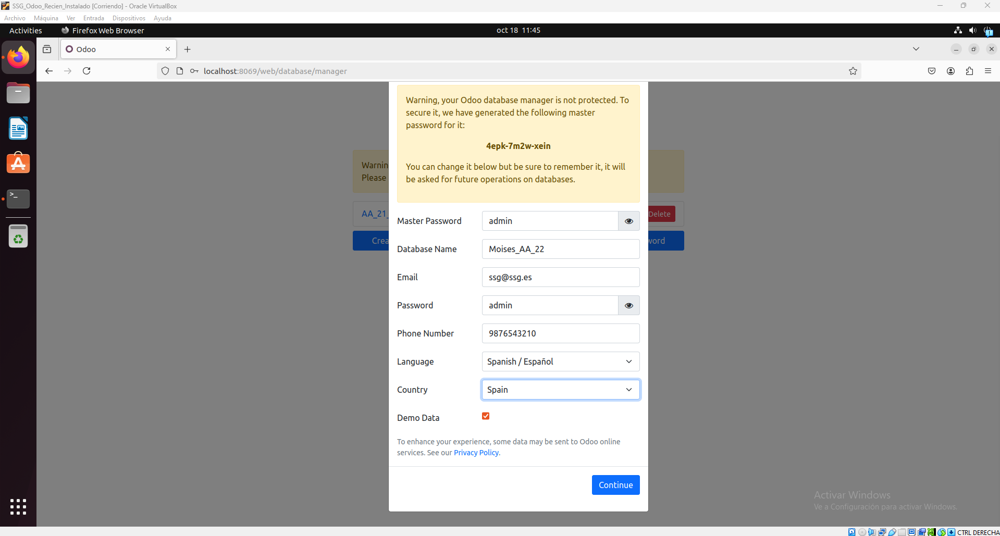 SSG_Odoo_Recien_Instalado [Corriendo] - Oracle VirtualBox
Archivo Máquina Ver Entrada Dispositivos Ayuda
Activities Firefox Web Browser oct 18 11:45
Odoo
localhost:8069/web/database/manager
Warning, your Odoo database manager is not protected. To
secure it, we have generated the following master
password for it:
4epk-7m2w-xein
You can change it below but be sure to remember it, it will
be asked for future operations on databases.
Warnin
Please
AA_21_
Delete
Crea
word
Master Password admin
Database Name Moises_AA_22
Email ssg@ssg.es
Password admin
Phone Number 9876543210
Language Spanish / Español
Country Spain
Demo Data
To enhance your experience, some data may be sent to Odoo online
services. See our Privacy Policy.
Continue
Activar Windows
Ve a Configuración para activar Windows.
CTRL DERECHA